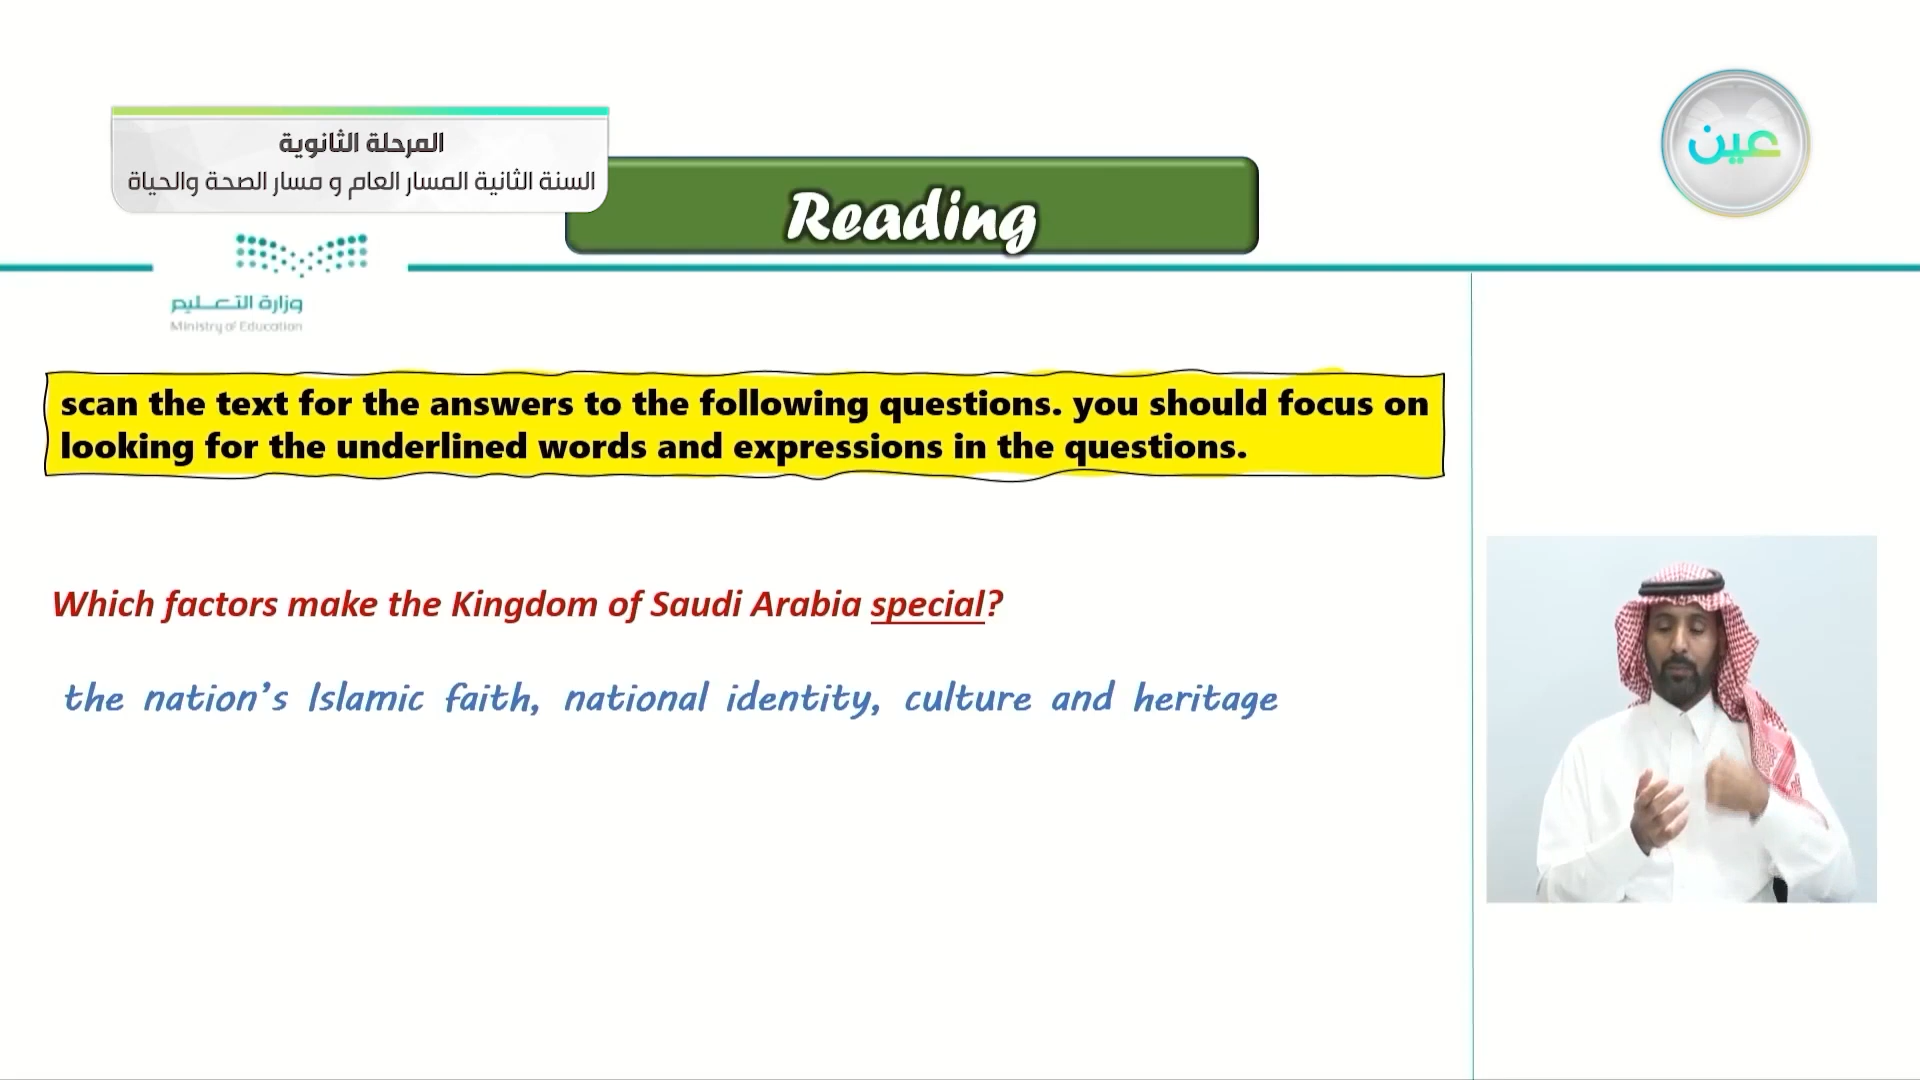 المرحلة الثانوية
السنة الثانية المسار العام و مسار الصحة والحياة
عين
Reading
وزارة التعليم
Ministry of Education
scan the text for the answers to the following questions. you should focus on
looking for the underlined words and expressions in the questions.
Which factors make the Kingdom of Saudi Arabia special?
the nation's Islamic faith, national identity, culture and heritage